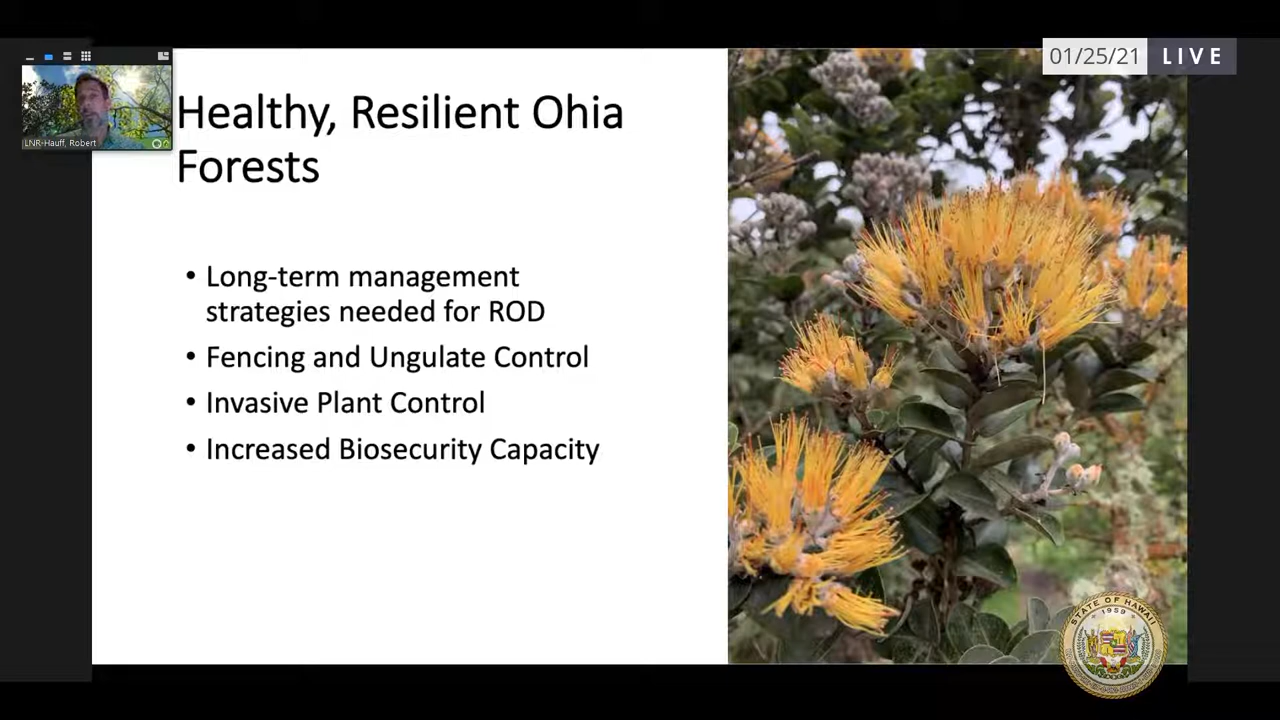 01/25/21 LIVE
LNR-Hauff, Robert
Healthy, Resilient Ohia
Forests
• Long-term management
strategies needed for ROD
• Fencing and Ungulate Control
• Invasive Plant Control
• Increased Biosecurity Capacity
STATE OF HAWAII
1959